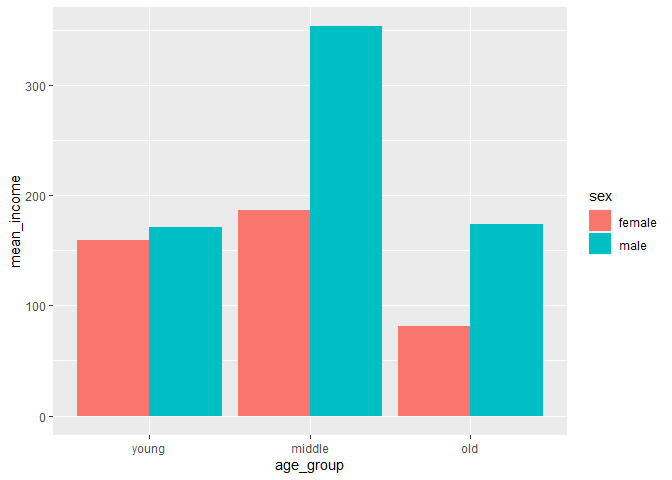 300
200
100
0
mean_income
young middle old
age_group
sex
female
male